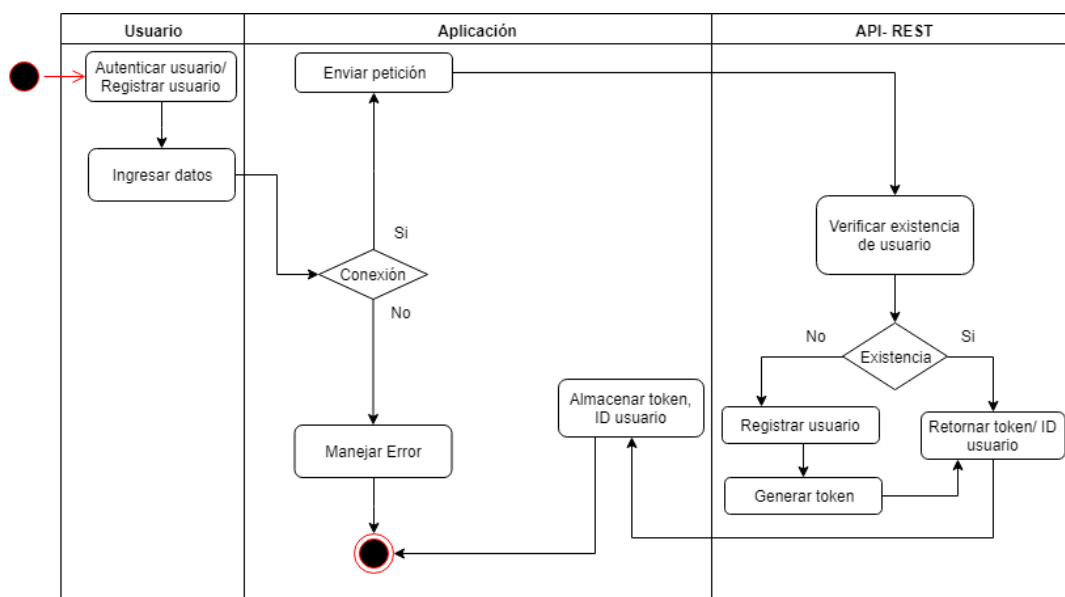 Usuario
Aplicación
API- REST
Autenticar usuario/
Registrar usuario
Enviar petición
Ingresar datos
Verificar existencia
de usuario
Si
Conexión
No
No
Si
Existencia
Almacenar token,
ID usuario
Registrar usuario
Retornar token/ ID
usuario
Manejar Error
Generar token